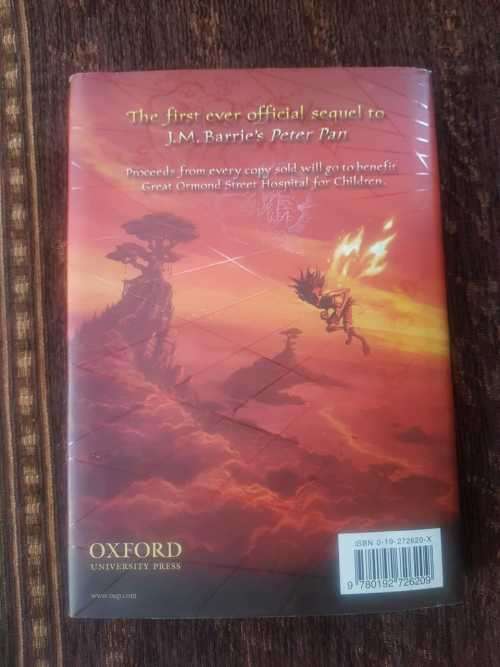 The first ever official sequel to
J.M. Barrie's Peter Pan
Proceeds from every copy sold will go to benefit
Great Ormond Street Hospital for Children.
OXFORD
UNIVERSITY PRESS
www.oup.com
ISBN 0-19-272620-X
9 780192 726209